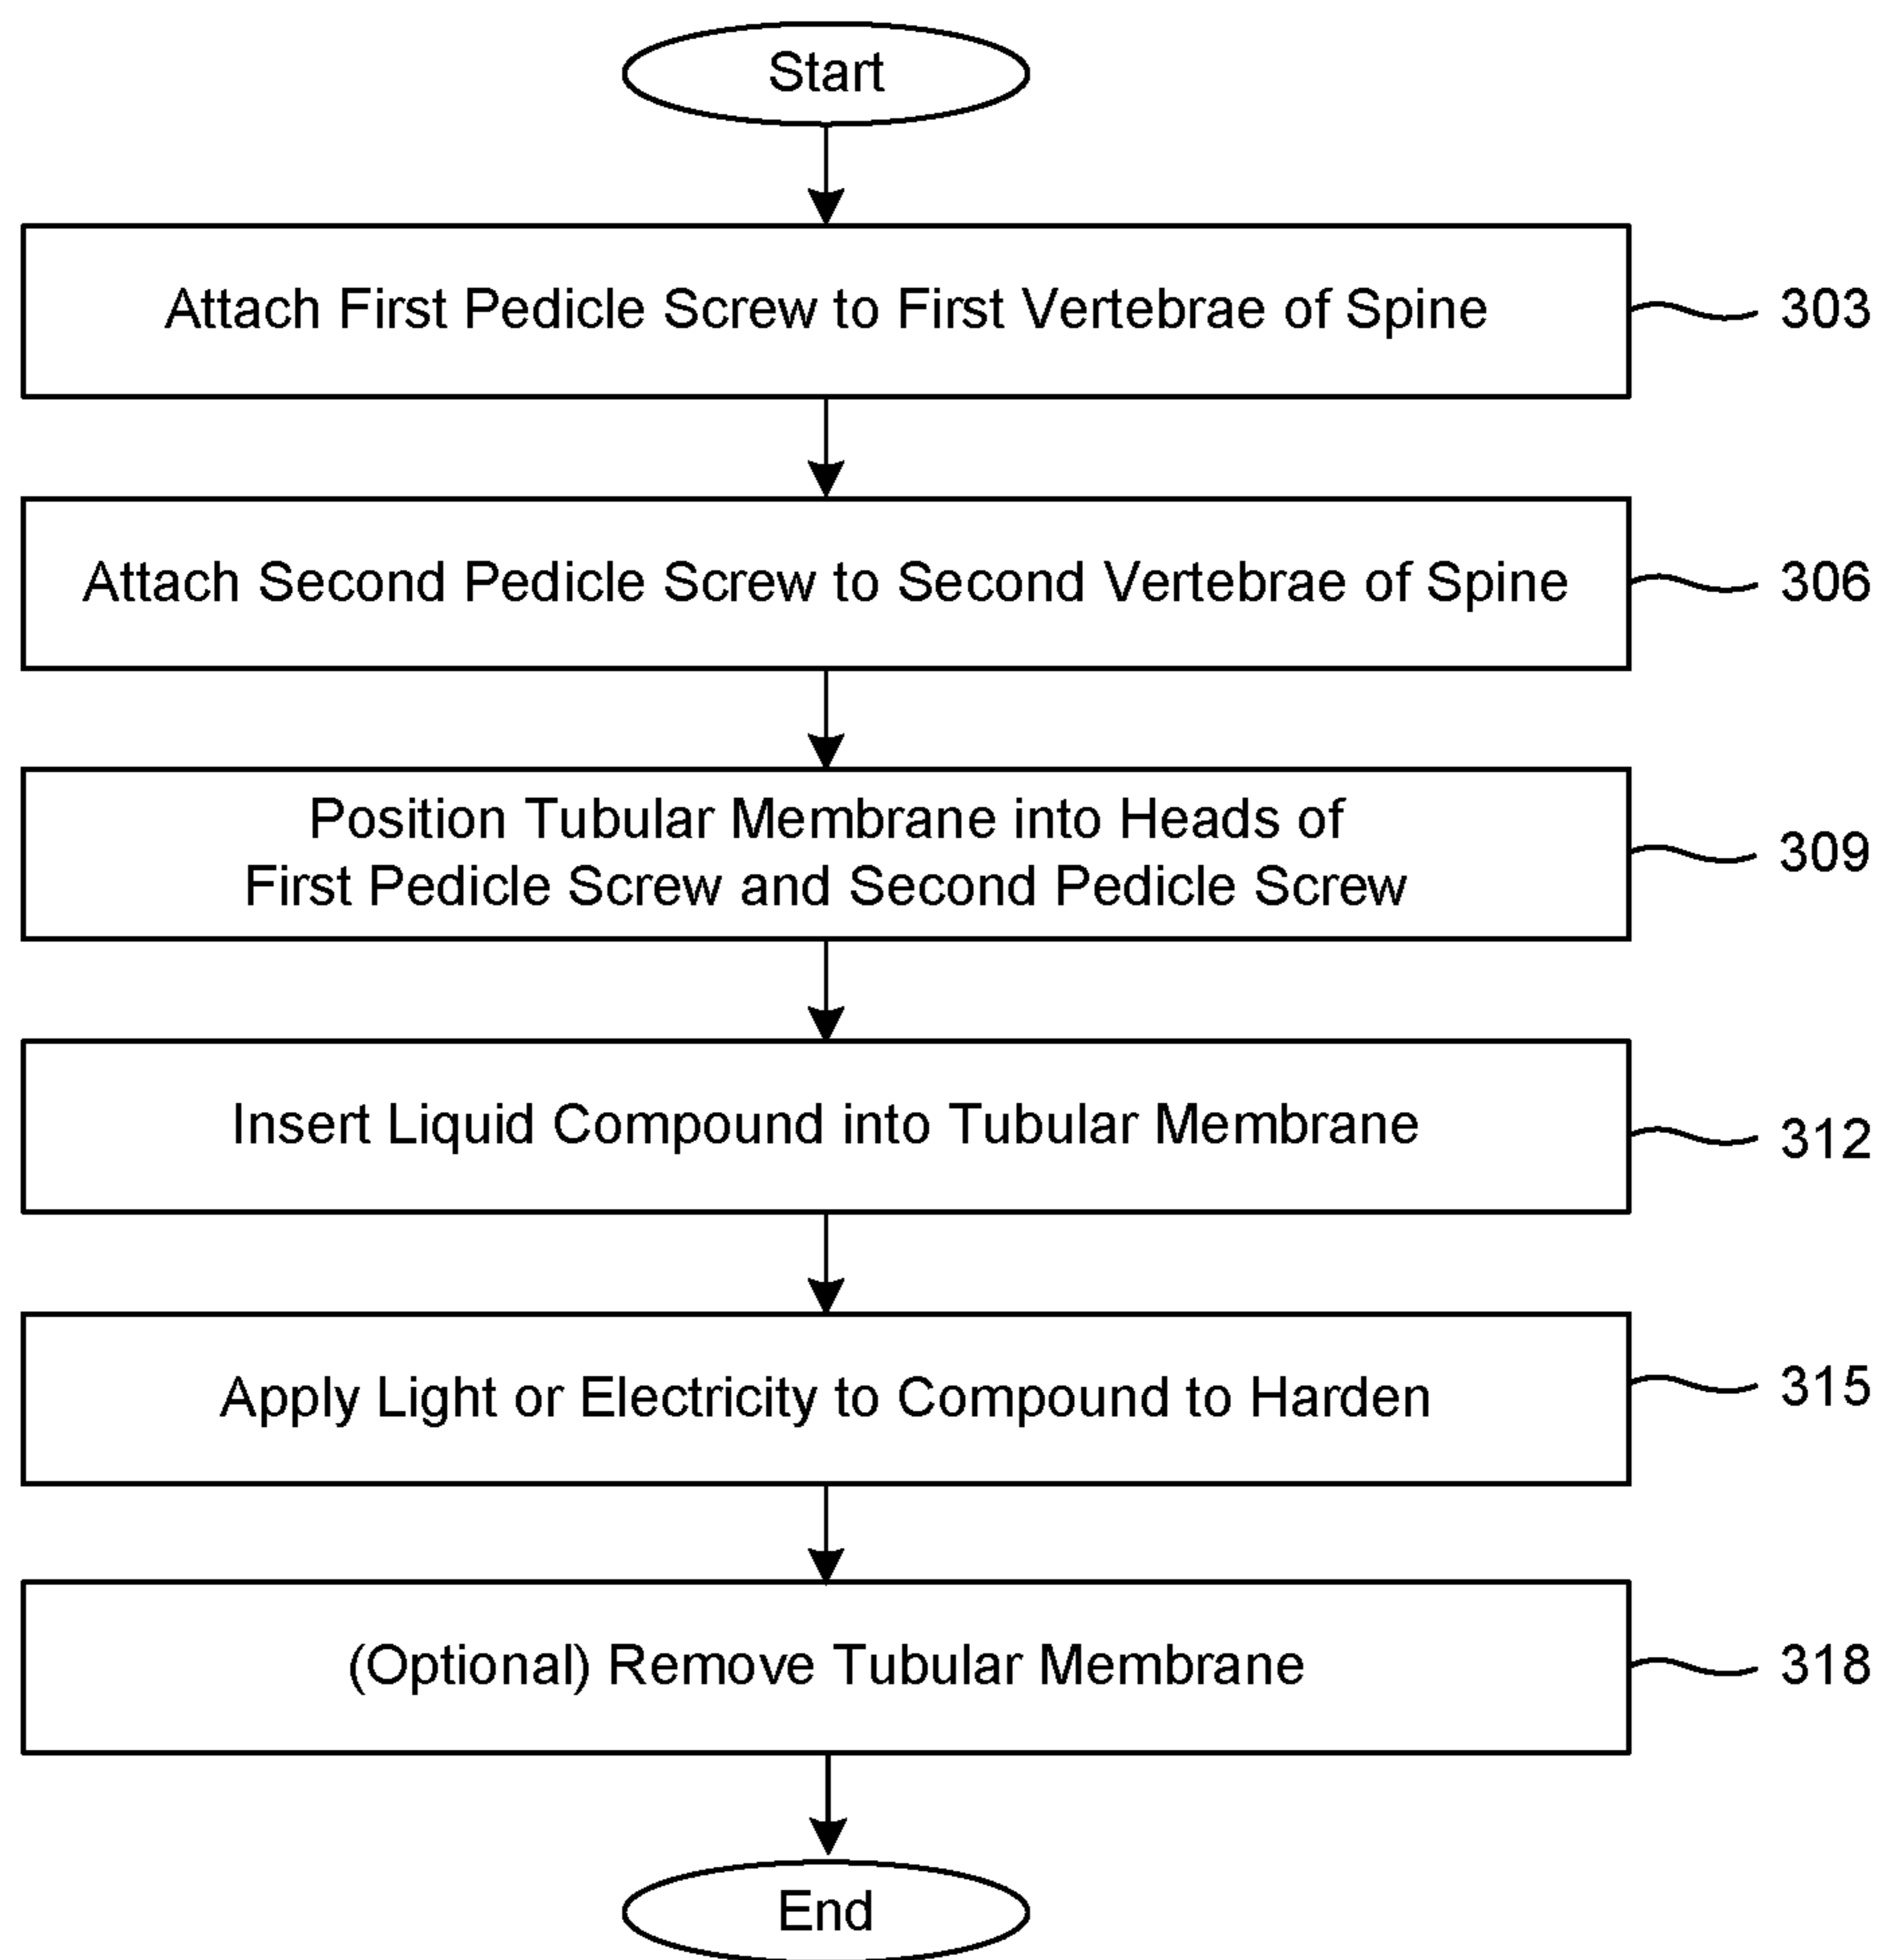 Start
Attach First Pedicle Screw to First Vertebrae of Spine
303
Attach Second Pedicle Screw to Second Vertebrae of Spine
306
Position Tubular Membrane into Heads of
First Pedicle Screw and Second Pedicle Screw
309
Insert Liquid Compound into Tubular Membrane
312
Apply Light or Electricity to Compound to Harden
315
(Optional) Remove Tubular Membrane
318
End